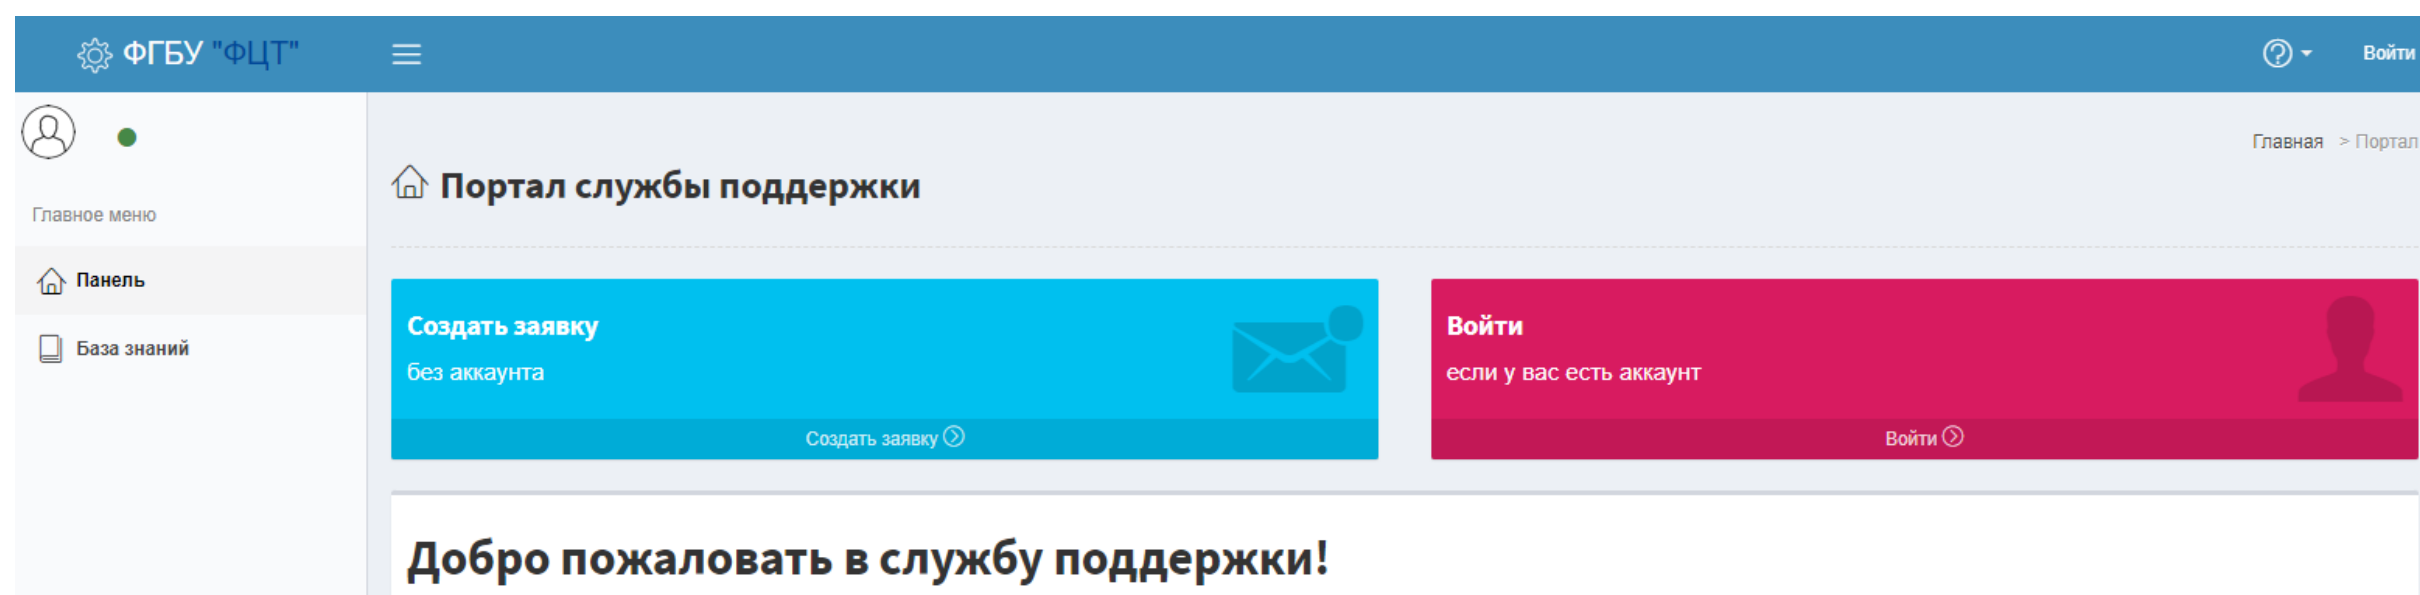 ФГБУ "ФЦТ"
Войти
Главная > Портал
Портал службы поддержки
Главное меню
Панель
База знаний
Создать заявку
без аккаунта
Создать заявку
Войти
если у вас есть аккаунт
Войти
Добро пожаловать в службу поддержки!